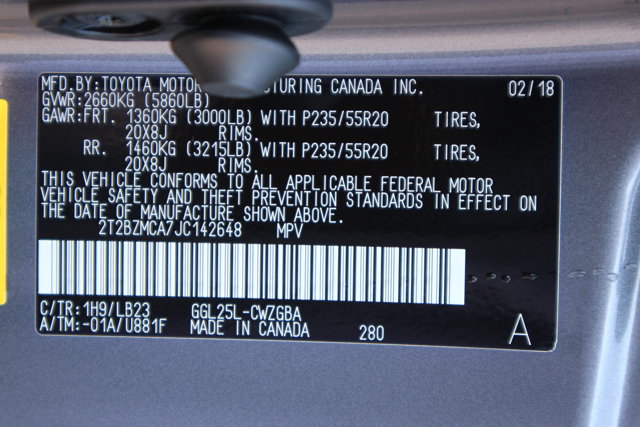 MFD.BY:TOYOTA MOTOR CTURING CANADA INC. 02/18
GVWR:2660KG (5860LB)
GAWR:FRT. 1360KG (3000LB) WITH P235/55R20 TIRES,
20X8J RIMS.
RR. 1460KG (3215LB) WITH P235/55R20 TIRES,
20X8J RIMS.
THIS VEHICLE CONFORMS TO ALL APPLICABLE FEDERAL MOTOR
VEHICLE SAFETY AND THEFT PREVENTION STANDARDS IN EFFECT ON
THE DATE OF MANUFACTURE SHOWN ABOVE.
2T2BZMCA7JC142648 MPV
C/TR:1H9/LB23 GGL25L-CWZGBA
A/TM:-01A/U881F MADE IN CANADA 280 A